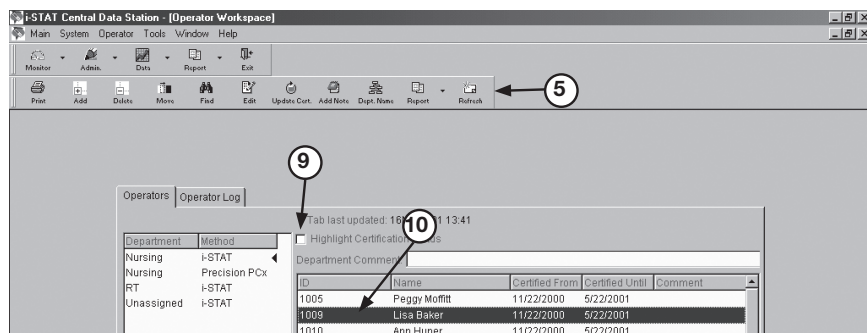 i-STAT Central Data Station - [Operator Workspace]
Main System Operator Tools Window Help
Monitor Admin. Data Report Exit
Print Add Delete Move Find Edit Update Cert. Add Note Dept. Name Report Refresh
5
9
Operators Operator Log
Tab last updated: 13:41
10
Highlight Certification
Department Method
Nursing i-STAT
Nursing Precision PCx
RT i-STAT
Unassigned i-STAT
Department Comment:
ID Name Certified From Certified Until Comment
1005 Peggy Moffitt 11/22/2000 5/22/2001
1009 Lisa Baker 11/22/2000 5/22/2001
1010 Ann Huner 11/22/2000 5/22/2001